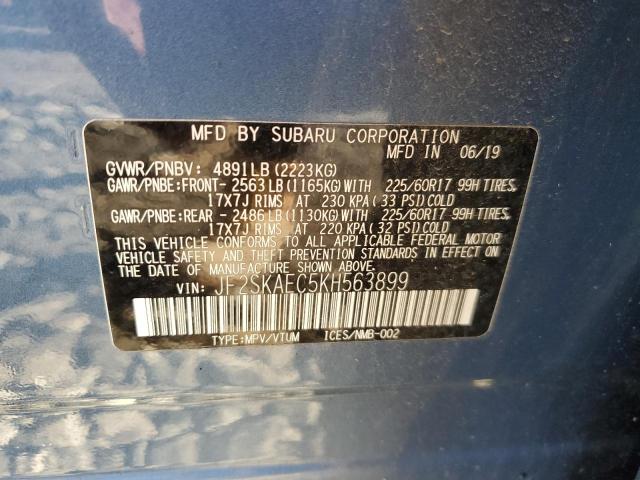 MFD BY SUBARU CORPORATION
MFD IN 06/19
GVWR/PNBV: 4891LB (2223KG)
GAWR/PNBE:FRONT- 2563LB(1165KG)WITH 225/60R17 99H TIRES,
17X7J RIMS AT 230 KPA (33 PSI)COLD
GAWR/PNBE:REAR - 2486LB(1130KG)WITH 225/60R17 99H TIRES,
17X7J RIMS AT 220 KPA(32 PSI)COLD
THIS VEHICLE CONFORMS TO ALL APPLICABLE FEDERAL MOTOR
VEHICLE SAFETY AND THEFT PREVENTION STANDARDS IN EFFECT ON
THE DATE OF MANUFACTURE SHOWN ABOVE.
VIN: JF2SKAEC5KH563899
TYPE:MPV/VTUM ICES/NMB-002